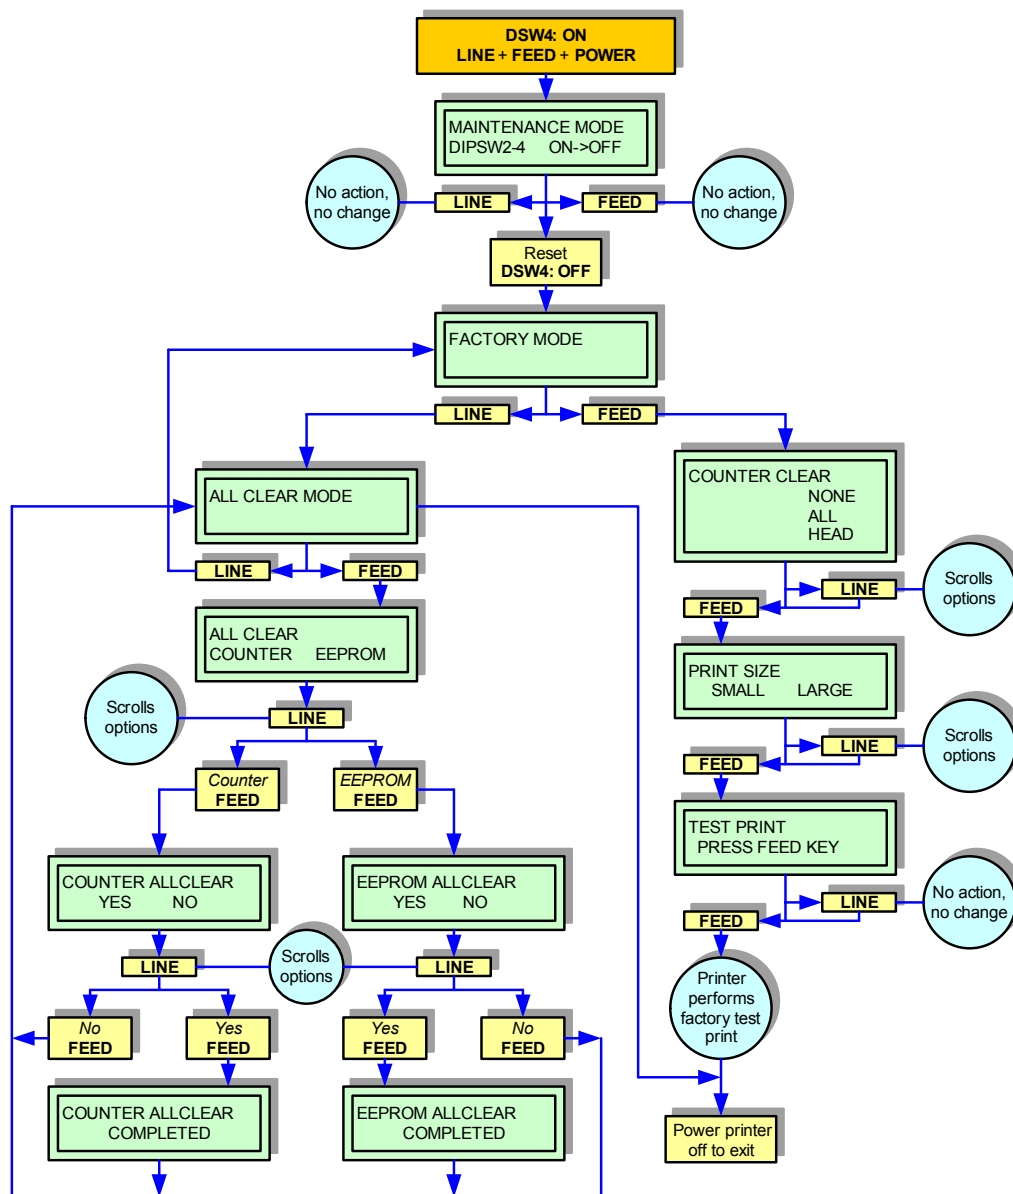 DSW4: ON
LINE + FEED + POWER
MAINTENANCE MODE
DIPSW2-4 ON->OFF
No action,
no change
LINE
FEED
No action,
no change
Reset
DSW4: OFF
FACTORY MODE
LINE
FEED
ALL CLEAR MODE
LINE
FEED
ALL CLEAR
COUNTER EEPROM
Scrolls
options
LINE
Counter
FEED
EEPROM
FEED
COUNTER ALLCLEAR
YES NO
EEPROM ALLCLEAR
YES NO
LINE
Scrolls
options
LINE
No
FEED
Yes
FEED
Yes
FEED
No
FEED
COUNTER ALLCLEAR
COMPLETED
EEPROM ALLCLEAR
COMPLETED
COUNTER CLEAR
NONE
ALL
HEAD
LINE
Scrolls
options
FEED
PRINT SIZE
SMALL LARGE
LINE
Scrolls
options
FEED
TEST PRINT
PRESS FEED KEY
LINE
No action,
no change
FEED
Printer
performs
factory test
print
Power printer
off to exit